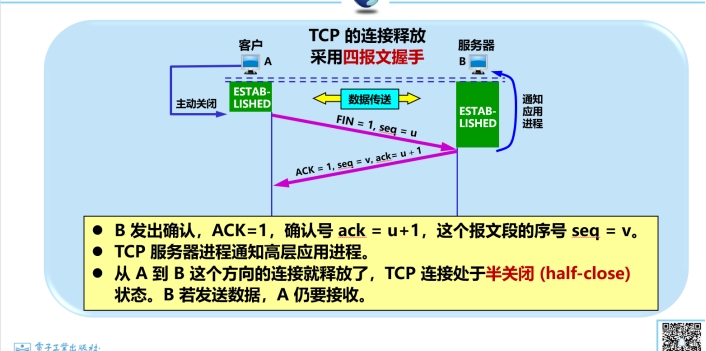 TCP 的连接释放
采用四报文握手
客户
A
服务器
B
ESTAB-
LISHED
主动关闭
数据传送
ESTAB-
LISHED
通知
应用
进程
FIN = 1, seq = u
ACK = 1, seq = v, ack= u + 1
● B 发出确认，ACK=1，确认号 ack = u+1，这个报文段的序号 seq = v。
● TCP 服务器进程通知高层应用进程。
● 从 A 到 B 这个方向的连接就释放了，TCP 连接处于半关闭 (half-close)
状态。B 若发送数据，A 仍要接收。
电子工业出版社·